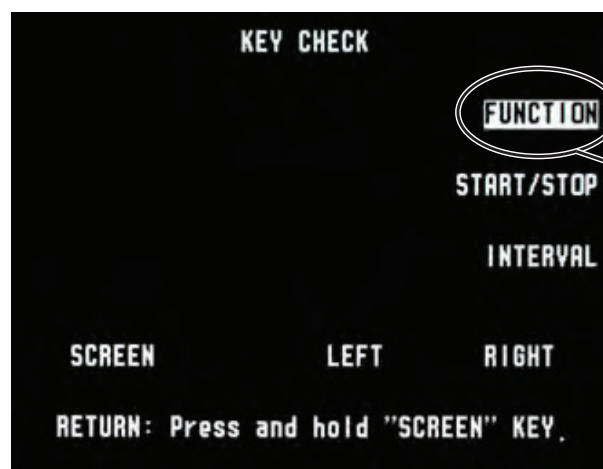 KEY CHECK
FUNCTION
START/STOP
INTERVAL
SCREEN LEFT RIGHT
RETURN: Press and hold "SCREEN" KEY.